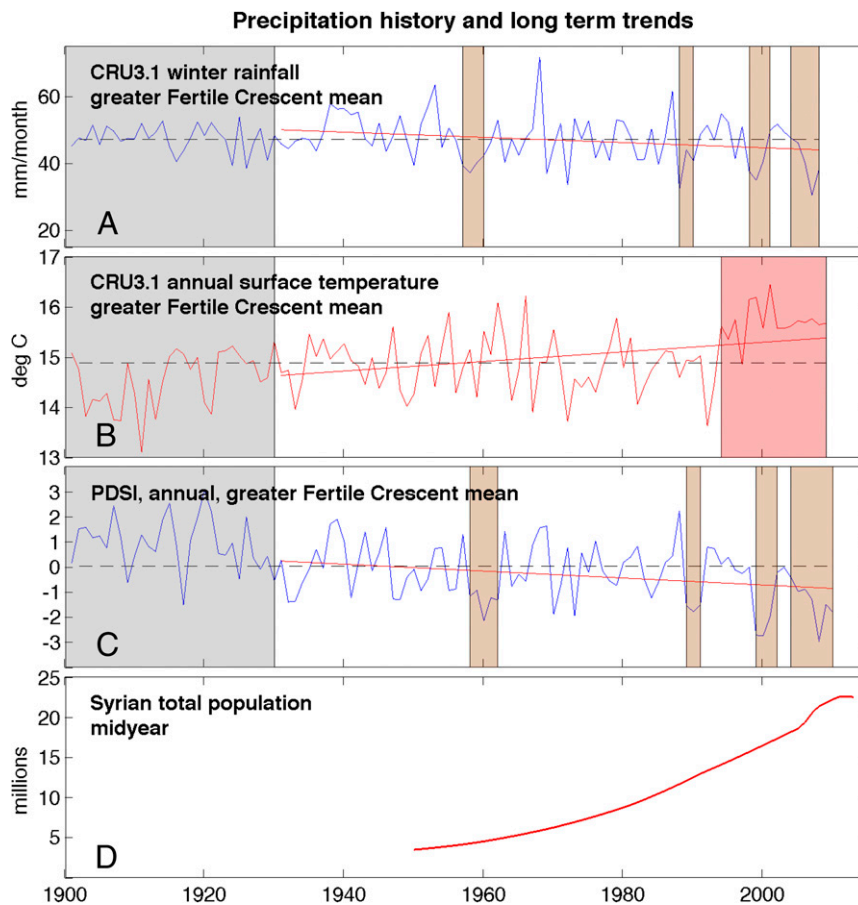 Precipitation history and long term trends
CRU3.1 winter rainfall
greater Fertile Crescent mean
mm/month
60
40
20
A
CRU3.1 annual surface temperature
greater Fertile Crescent mean
deg C
17
16
15
14
13
B
PDSI, annual, greater Fertile Crescent mean
3
2
1
0
-1
-2
-3
C
Syrian total population
midyear
millions
25
20
15
10
5
D
1900 1920 1940 1960 1980 2000